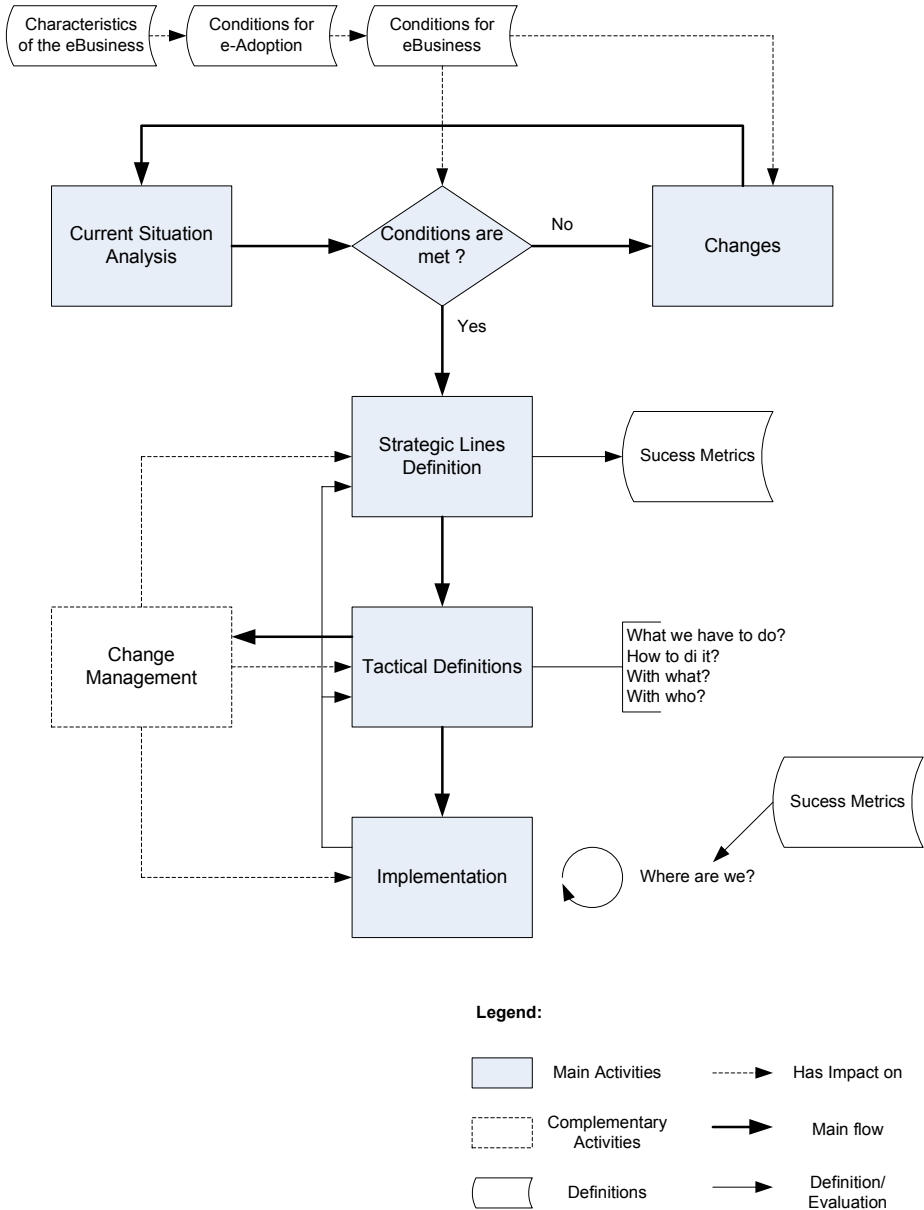 Characteristics
of the eBusiness
Conditions for
e-Adoption
Conditions for
eBusiness
Current Situation
Analysis
Conditions are
met ?
No
Changes
Yes
Strategic Lines
Definition
Sucess Metrics
Change
Management
Tactical Definitions
What we have to do?
How to di it?
With what?
With who?
Sucess Metrics
Implementation
Where are we?
Legend:
Main Activities
Has Impact on
Complementary
Activities
Main flow
Definitions
Definition/
Evaluation